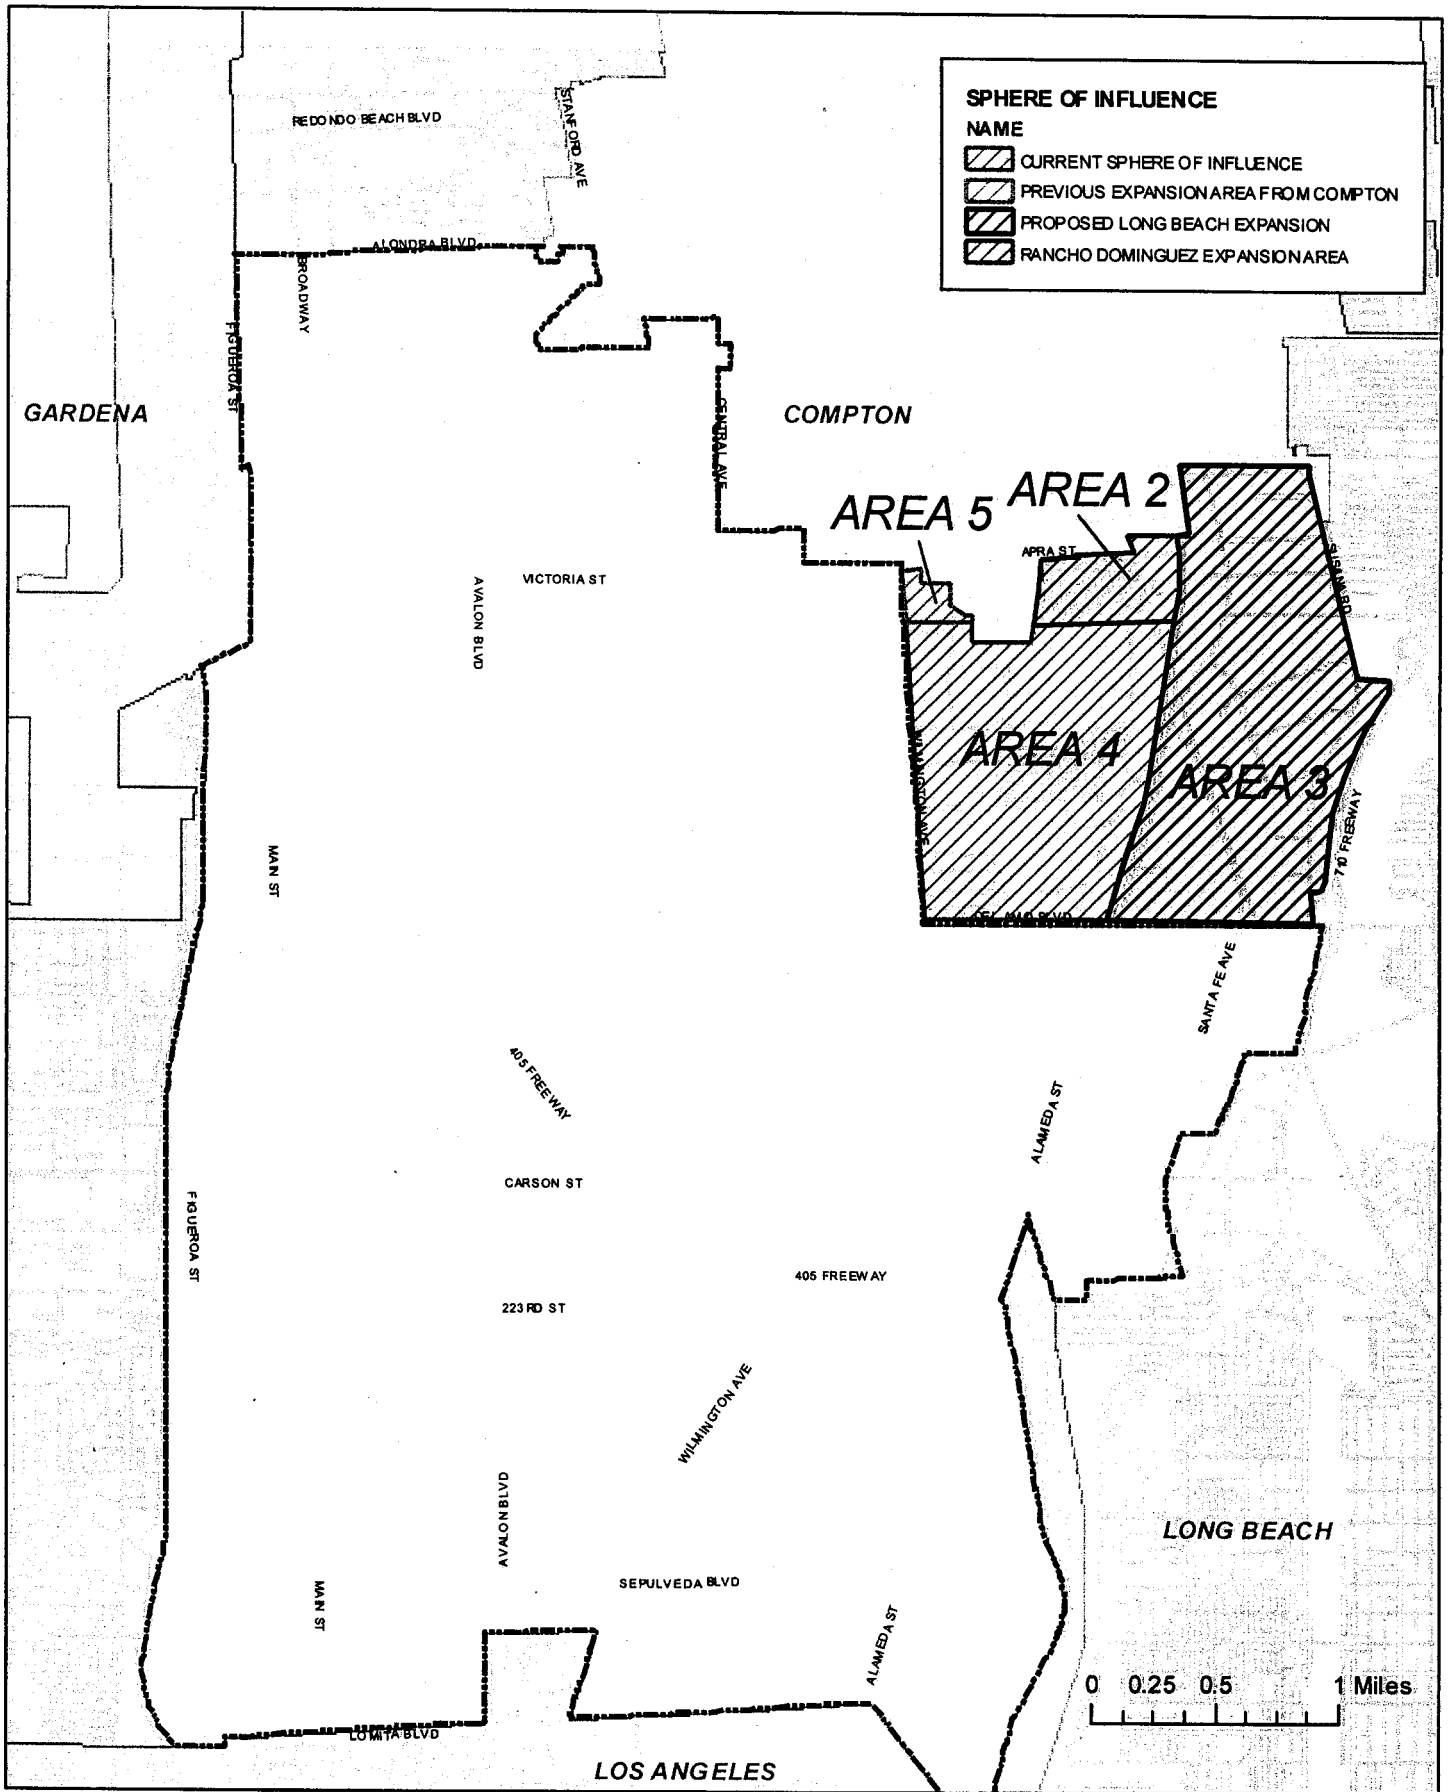 SPHERE OF INFLUENCE
NAME
CURRENT SPHERE OF INFLUENCE
PREVIOUS EXPANSION AREA FROM COMPTON
PROPOSED LONG BEACH EXPANSION
RANCHO DOMINGUEZ EXPANSION AREA
REDONDO BEACH BLVD
STANFORD AVE
ALONDRA BLVD
BROADWAY
FIGUEROA ST
GARDENA
CENTRAL AVE
COMPTON
AREA 5
AREA 2
APRA ST
SUSANA RD
VICTORIA ST
AVALON BLVD
AREA 4
WILMINGTON AVE
AREA 3
710 FREEWAY
MAIN ST
DEL AMO BLVD
SANTA FE AVE
405 FREEWAY
ALAMEDA ST
CARSON ST
FIGUEROA ST
405 FREEWAY
223RD ST
WILMINGTON AVE
AVALON BLVD
LONG BEACH
SEPULVEDA BLVD
MAIN ST
ALAMEDA ST
0 0.25 0.5 1 Miles
LOMITA BLVD
LOS ANGELES